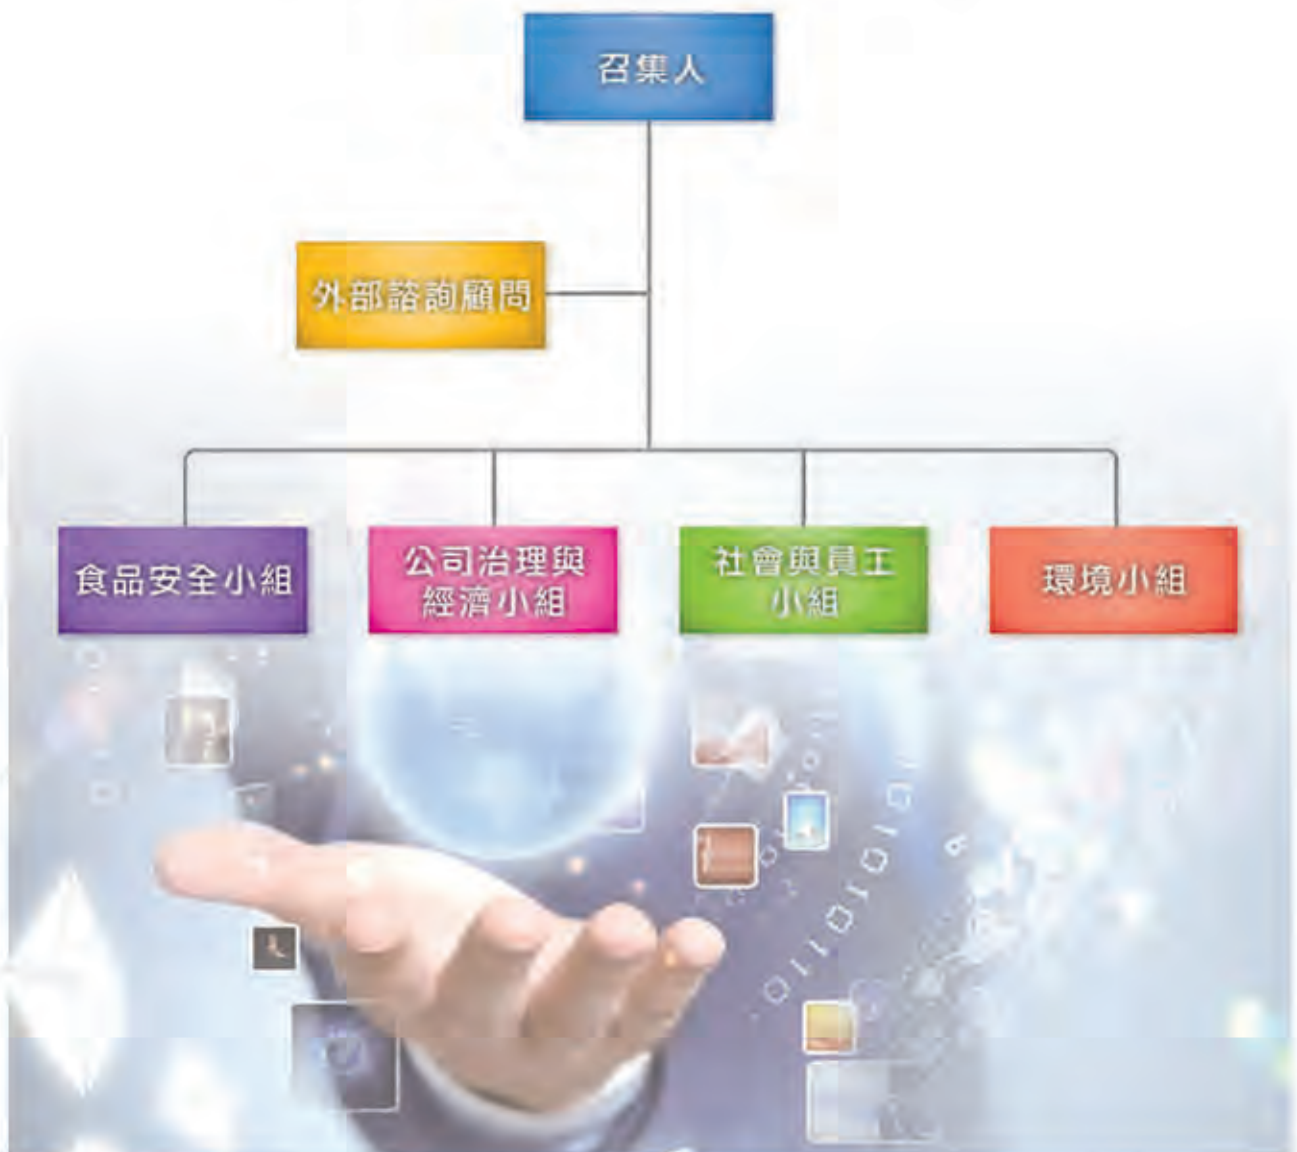 召集人
外部諮詢顧問
食品安全小組
公司治理與
經濟小組
社會與員工
小組
環境小組